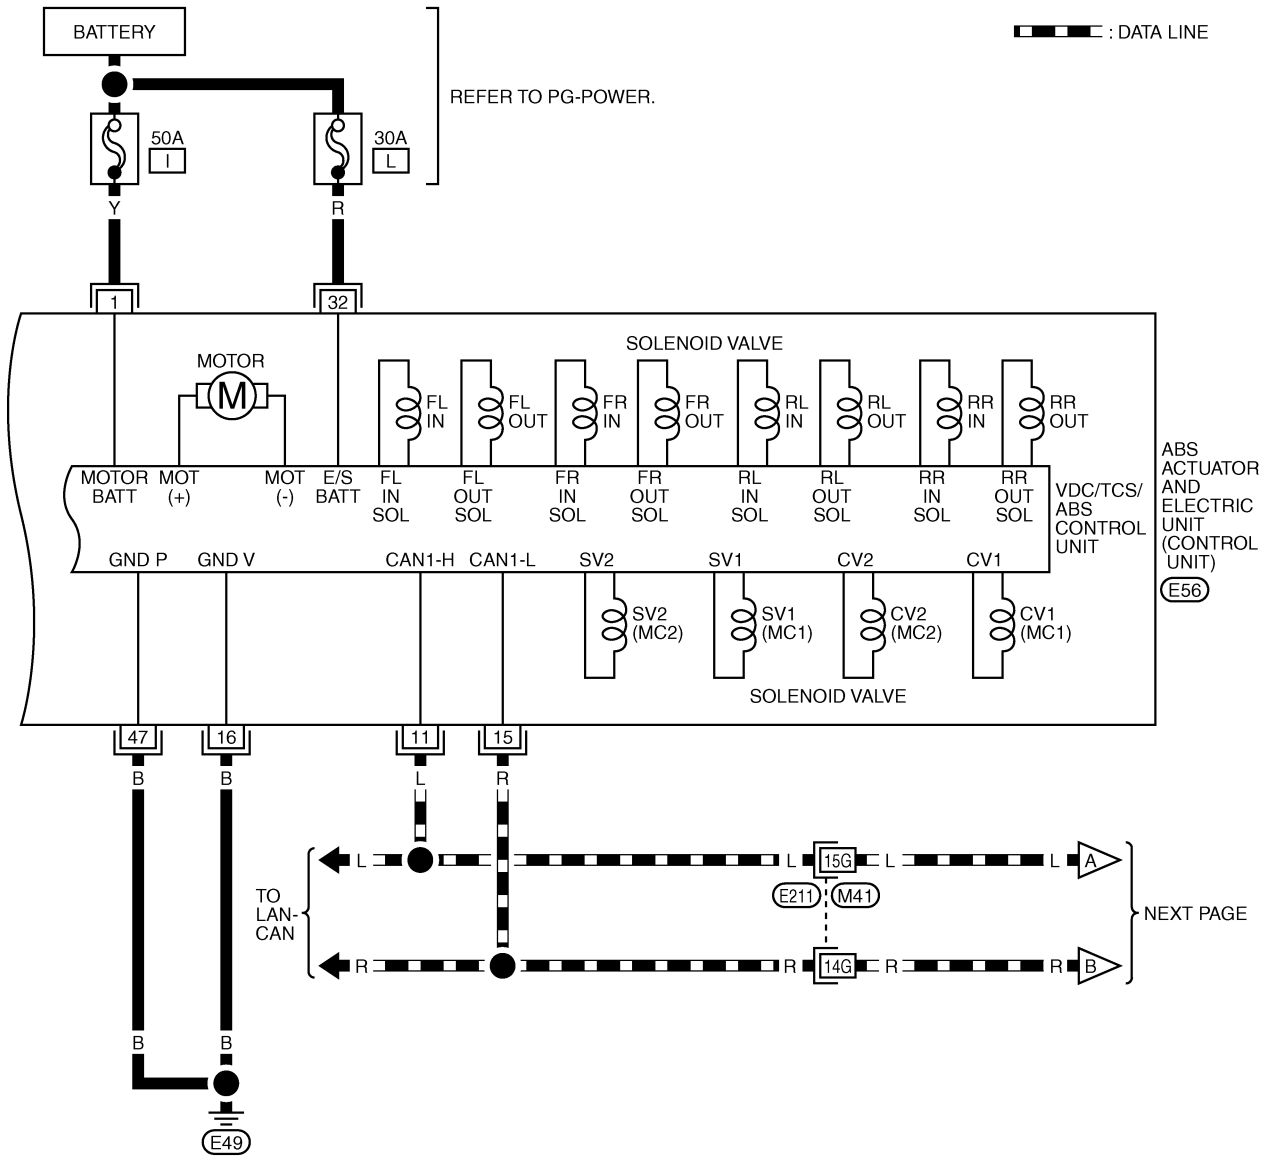 BATTERY
: DATA LINE
REFER TO PG-POWER.
50A
I
30A
L
Y
R
1
32
SOLENOID VALVE
MOTOR
M
FL
IN
FL
OUT
FR
IN
FR
OUT
RL
IN
RL
OUT
RR
IN
RR
OUT
MOTOR
BATT
MOT
(+)
MOT
(-)
E/S
BATT
FL
IN
SOL
FL
OUT
SOL
FR
IN
SOL
FR
OUT
SOL
RL
IN
SOL
RL
OUT
SOL
RR
IN
SOL
RR
OUT
SOL
VDC/TCS/
ABS
CONTROL
UNIT
ABS
ACTUATOR
AND
ELECTRIC
UNIT
(CONTROL
UNIT)
E56
GND P
GND V
CAN1-H
CAN1-L
SV2
SV1
CV2
CV1
SV2
(MC2)
SV1
(MC1)
CV2
(MC2)
CV1
(MC1)
SOLENOID VALVE
47
16
11
15
B
B
L
R
L
L
15G
L
L
A
TO
LAN-
CAN
E211
M41
NEXT PAGE
R
R
14G
R
R
B
B
B
E49